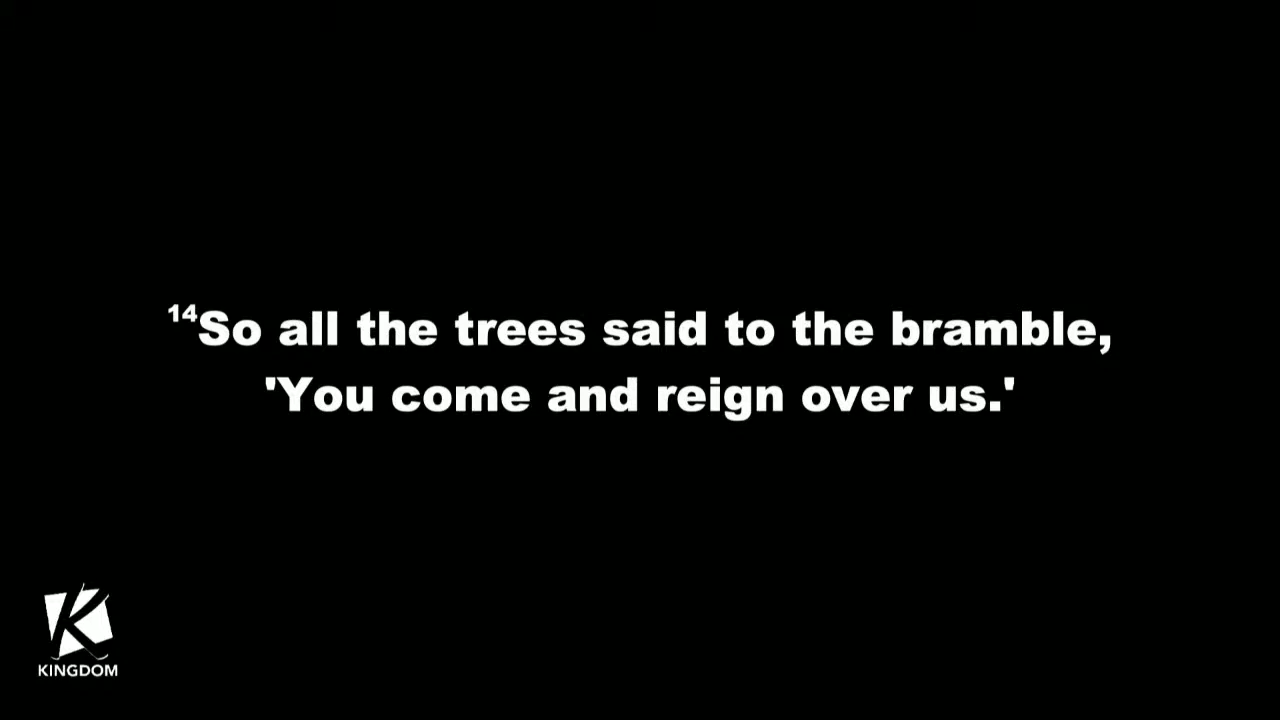 ¹⁴So all the trees said to the bramble,
'You come and reign over us.'
K
KINGDOM